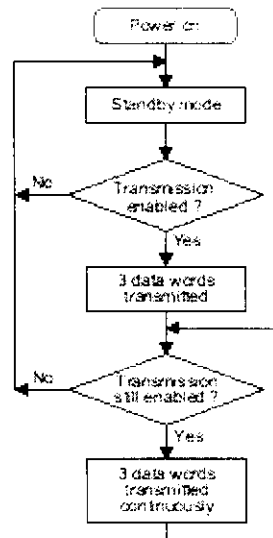 Power on
Standby mode
No
Transmission
enabled ?
Yes
3 data words
transmitted
No
Transmission
still enabled ?
Yes
3 data words
transmitted
continuously